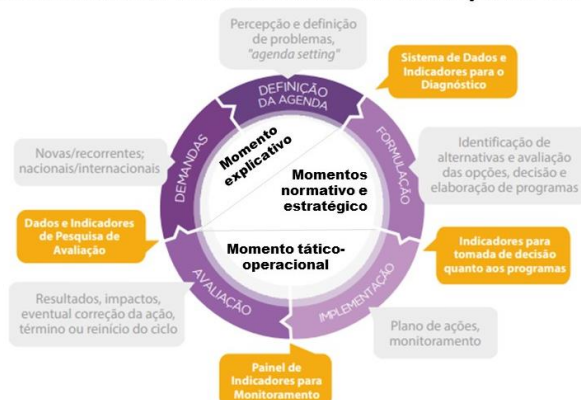 Percepção e definição
de problemas,
"agenda setting"
Sistema de Dados e
Indicadores para o
Diagnóstico
DEFINIÇÃO
DA AGENDA
FORMULAÇÃO
Identificação de
alternativas e avaliação
das opções, decisão e
elaboração de programas
Momento
explicativo
Momentos
normativo e
estratégico
DEMANDAS
Novas/recorrentes;
nacionais/internacionais
Dados e Indicadores
de Pesquisa de
Avaliação
Indicadores para
tomada de decisão
quanto aos programas
Momento tático-
operacional
AVALIAÇÃO
IMPLEMENTAÇÃO
Resultados, impactos,
eventual correção da ação,
término ou reinício do ciclo
Plano de ações,
monitoramento
Painel de
Indicadores para
Monitoramento